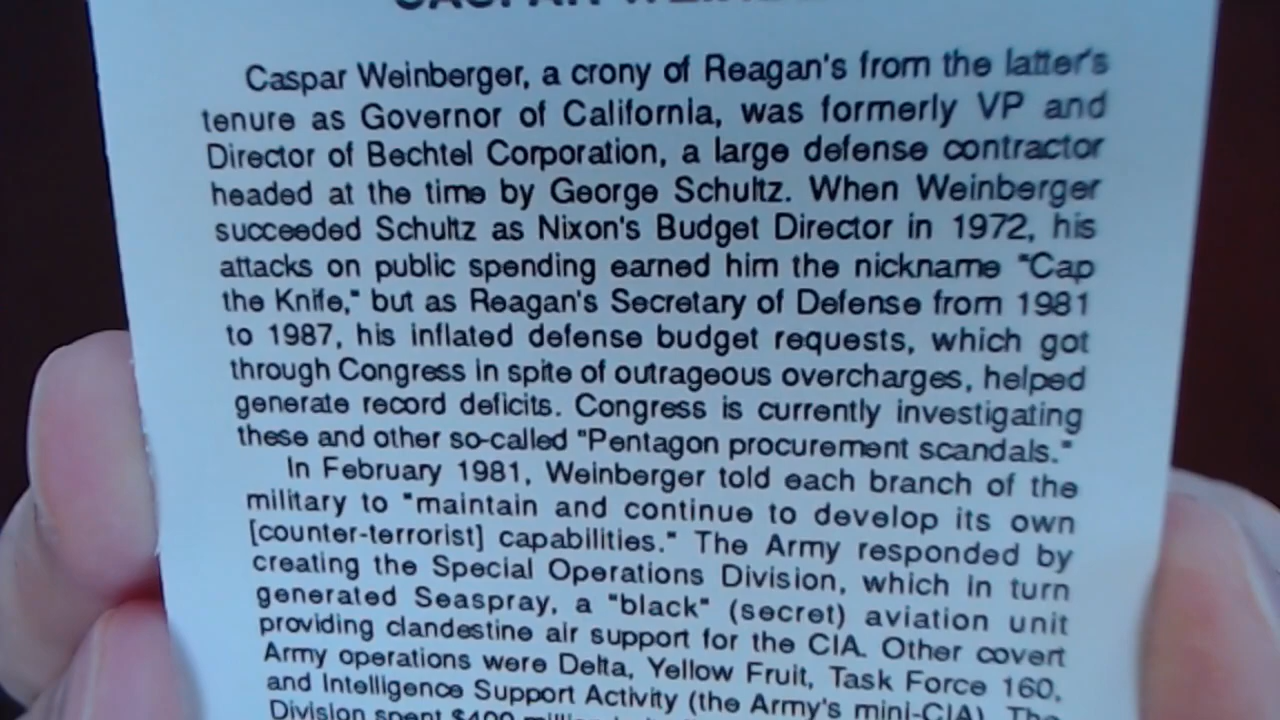 Caspar Weinberger, a crony of Reagan's from the latter's
tenure as Governor of California, was formerly VP and
Director of Bechtel Corporation, a large defense contractor
headed at the time by George Schultz. When Weinberger
succeeded Schultz as Nixon's Budget Director in 1972, his
attacks on public spending earned him the nickname "Cap
the Knife," but as Reagan's Secretary of Defense from 1981
to 1987, his inflated defense budget requests, which got
through Congress in spite of outrageous overcharges, helped
generate record deficits. Congress is currently investigating
these and other so-called "Pentagon procurement scandals."
In February 1981, Weinberger told each branch of the
military to "maintain and continue to develop its own
[counter-terrorist] capabilities." The Army responded by
creating the Special Operations Division, which in turn
generated Seaspray, a "black" (secret) aviation unit
providing clandestine air support for the CIA. Other covert
Army operations were Delta, Yellow Fruit, Task Force 160,
and Intelligence Support Activity (the Army's mini-CIA). The
Division spent $400